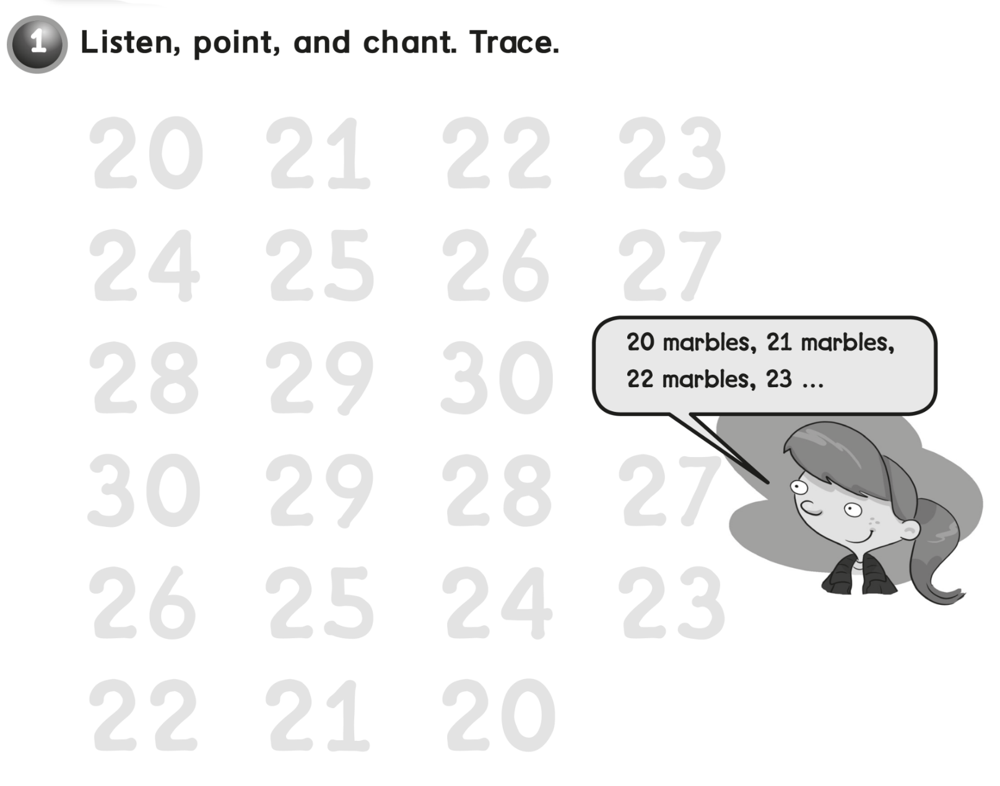 1 Listen, point, and chant. Trace.
20 21 22 23
24 25 26 27
28 29 30
20 marbles, 21 marbles,
22 marbles, 23 ...
30 29 28 27
26 25 24 23
22 21 20